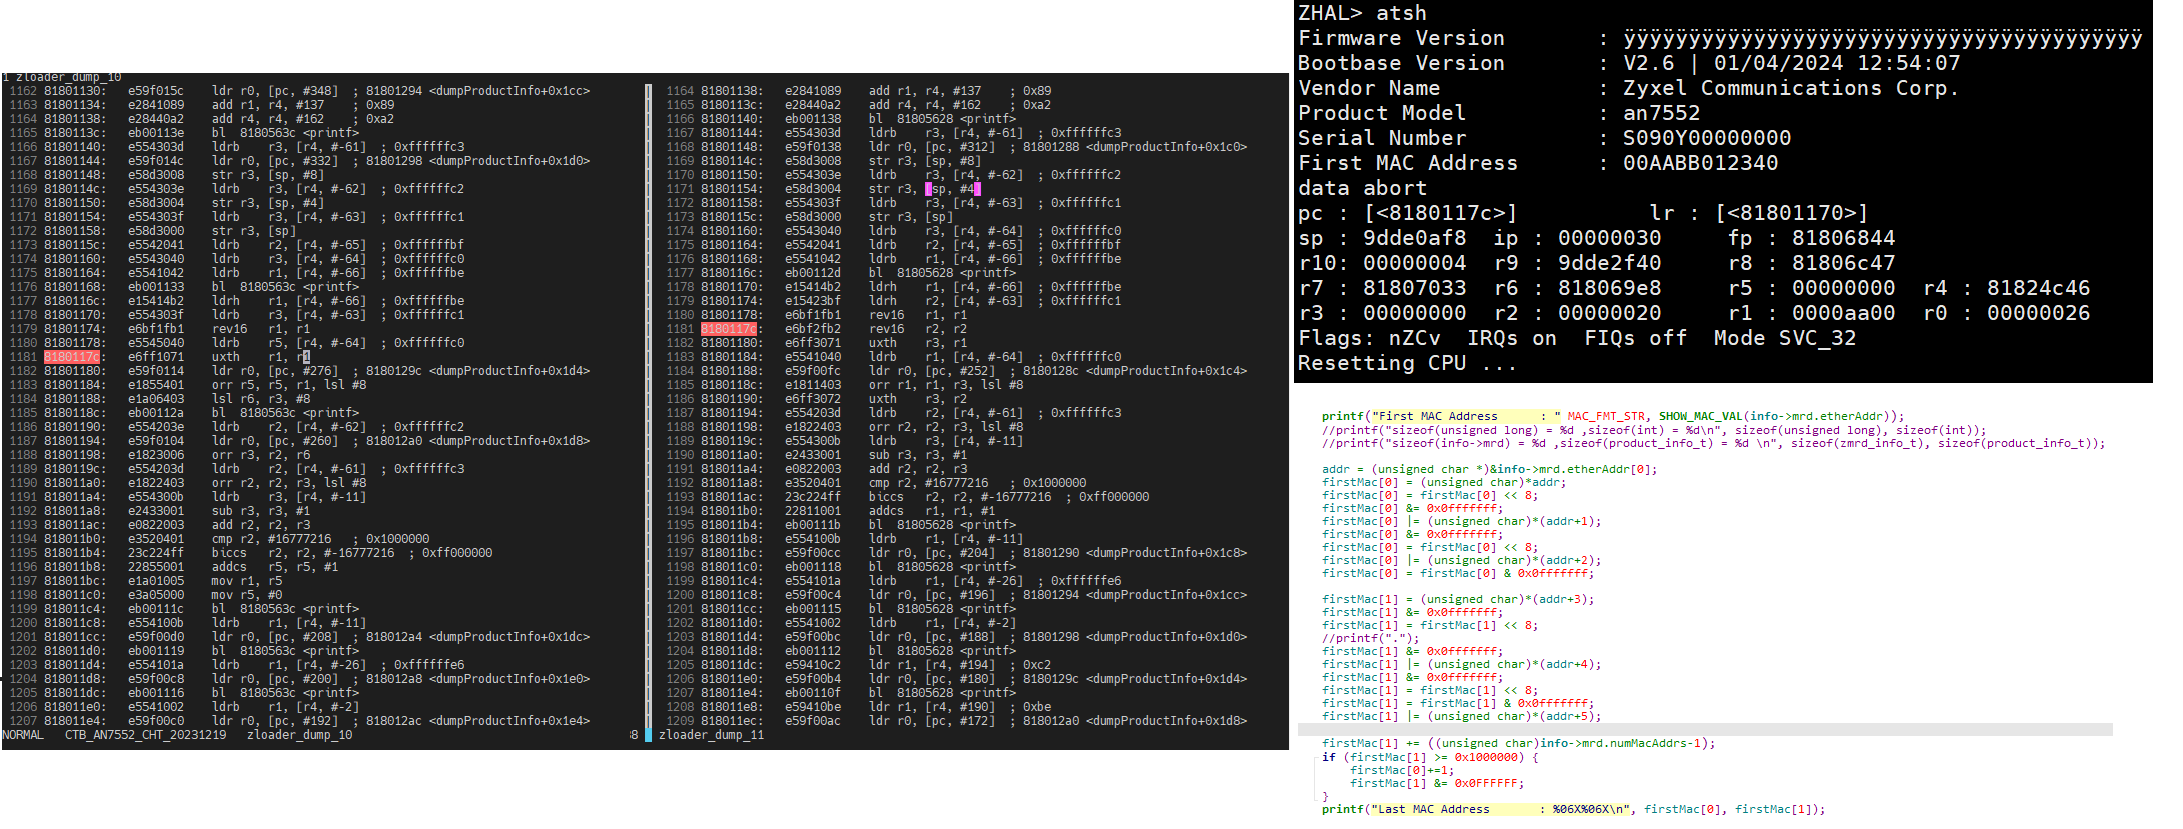 1 zloader_dump_10
1162 81801130:   e59f015c   ldr r0, [pc, #348]  ; 81801294 <dumpProductInfo+0x1cc>
1163 81801134:   e2841089   add r1, r4, #137    ; 0x89
1164 81801138:   e28440a2   add r4, r4, #162    ; 0xa2
1165 8180113c:   eb00113e   bl  8180563c <printf>
1166 81801140:   e554303d   ldrb    r3, [r4, #-61]  ; 0xffffffc3
1167 81801144:   e59f014c   ldr r0, [pc, #332]  ; 81801298 <dumpProductInfo+0x1d0>
1168 81801148:   e58d3008   str r3, [sp, #8]
1169 8180114c:   e554303e   ldrb    r3, [r4, #-62]  ; 0xffffffc2
1170 81801150:   e58d3004   str r3, [sp, #4]
1171 81801154:   e554303f   ldrb    r3, [r4, #-63]  ; 0xffffffc1
1172 81801158:   e58d3000   str r3, [sp]
1173 8180115c:   e5542041   ldrb    r2, [r4, #-65]  ; 0xffffffbf
1174 81801160:   e5543040   ldrb    r3, [r4, #-64]  ; 0xffffffc0
1175 81801164:   e5541042   ldrb    r1, [r4, #-66]  ; 0xffffffbe
1176 81801168:   eb001133   bl  8180563c <printf>
1177 8180116c:   e15414b2   ldrh    r1, [r4, #-66]  ; 0xffffffbe
1178 81801170:   e554303f   ldrb    r3, [r4, #-63]  ; 0xffffffc1
1179 81801174:   e6bf1fb1   rev16   r1, r1
1180 81801178:   e5545040   ldrb    r5, [r4, #-64]  ; 0xffffffc0
1181 8180117c:   e6ff1071   uxth    r1, r1
1182 81801180:   e59f0114   ldr r0, [pc, #276]  ; 8180129c <dumpProductInfo+0x1d4>
1183 81801184:   e1855401   orr r5, r5, r1, lsl #8
1184 81801188:   e1a06403   lsl r6, r3, #8
1185 8180118c:   eb00112a   bl  8180563c <printf>
1186 81801190:   e554203e   ldrb    r2, [r4, #-62]  ; 0xffffffc2
1187 81801194:   e59f0104   ldr r0, [pc, #260]  ; 818012a0 <dumpProductInfo+0x1d8>
1188 81801198:   e1823006   orr r3, r2, r6
1189 8180119c:   e554203d   ldrb    r2, [r4, #-61]  ; 0xffffffc3
1190 818011a0:   e1822403   orr r2, r2, r3, lsl #8
1191 818011a4:   e554300b   ldrb    r3, [r4, #-11]
1192 818011a8:   e2433001   sub r3, r3, #1
1193 818011ac:   e0822003   add r2, r2, r3
1194 818011b0:   e3520401   cmp r2, #16777216   ; 0x1000000
1195 818011b4:   23c224ff   biccs   r2, r2, #-16777216  ; 0xff000000
1196 818011b8:   22855001   addcs   r5, r5, #1
1197 818011bc:   e1a01005   mov r1, r5
1198 818011c0:   e3a05000   mov r5, #0
1199 818011c4:   eb00111c   bl  8180563c <printf>
1200 818011c8:   e554100b   ldrb    r1, [r4, #-11]
1201 818011cc:   e59f00d0   ldr r0, [pc, #208]  ; 818012a4 <dumpProductInfo+0x1dc>
1202 818011d0:   eb001119   bl  8180563c <printf>
1203 818011d4:   e554101a   ldrb    r1, [r4, #-26]  ; 0xffffffe6
1204 818011d8:   e59f00c8   ldr r0, [pc, #200]  ; 818012a8 <dumpProductInfo+0x1e0>
1205 818011dc:   eb001116   bl  8180563c <printf>
1206 818011e0:   e5541002   ldrb    r1, [r4, #-2]
1207 818011e4:   e59f00c0   ldr r0, [pc, #192]  ; 818012ac <dumpProductInfo+0x1e4>
NORMAL   CTB_AN7552_CHT_20231219   zloader_dump_10   38
1164 81801138:   e2841089   add r1, r4, #137    ; 0x89
1165 8180113c:   e28440a2   add r4, r4, #162    ; 0xa2
1166 81801140:   eb001138   bl  81805628 <printf>
1167 81801144:   e554303d   ldrb    r3, [r4, #-61]  ; 0xffffffc3
1168 81801148:   e59f0138   ldr r0, [pc, #312]  ; 81801288 <dumpProductInfo+0x1c0>
1169 8180114c:   e58d3008   str r3, [sp, #8]
1170 81801150:   e554303e   ldrb    r3, [r4, #-62]  ; 0xffffffc2
1171 81801154:   e58d3004   str r3, [sp, #4]
1172 81801158:   e554303f   ldrb    r3, [r4, #-63]  ; 0xffffffc1
1173 8180115c:   e58d3000   str r3, [sp]
1174 81801160:   e5543040   ldrb    r3, [r4, #-64]  ; 0xffffffc0
1175 81801164:   e5542041   ldrb    r2, [r4, #-65]  ; 0xffffffbf
1176 81801168:   e5541042   ldrb    r1, [r4, #-66]  ; 0xffffffbe
1177 8180116c:   eb00112d   bl  81805628 <printf>
1178 81801170:   e15414b2   ldrh    r1, [r4, #-66]  ; 0xffffffbe
1179 81801174:   e15423bf   ldrh    r2, [r4, #-63]  ; 0xffffffc1
1180 81801178:   e6bf1fb1   rev16   r1, r1
1181 8180117c:   e6bf2fb2   rev16   r2, r2
1182 81801180:   e6ff3071   uxth    r3, r1
1183 81801184:   e5541040   ldrb    r1, [r4, #-64]  ; 0xffffffc0
1184 81801188:   e59f00fc   ldr r0, [pc, #252]  ; 8180128c <dumpProductInfo+0x1c4>
1185 8180118c:   e1811403   orr r1, r1, r3, lsl #8
1186 81801190:   e6ff3072   uxth    r3, r2
1187 81801194:   e554203d   ldrb    r2, [r4, #-61]  ; 0xffffffc3
1188 81801198:   e1822403   orr r2, r2, r3, lsl #8
1189 8180119c:   e554300b   ldrb    r3, [r4, #-11]
1190 818011a0:   e2433001   sub r3, r3, #1
1191 818011a4:   e0822003   add r2, r2, r3
1192 818011a8:   e3520401   cmp r2, #16777216   ; 0x1000000
1193 818011ac:   23c224ff   biccs   r2, r2, #-16777216  ; 0xff000000
1194 818011b0:   22811001   addcs   r1, r1, #1
1195 818011b4:   eb00111b   bl  81805628 <printf>
1196 818011b8:   e554100b   ldrb    r1, [r4, #-11]
1197 818011bc:   e59f00cc   ldr r0, [pc, #204]  ; 81801290 <dumpProductInfo+0x1c8>
1198 818011c0:   eb001118   bl  81805628 <printf>
1199 818011c4:   e554101a   ldrb    r1, [r4, #-26]  ; 0xffffffe6
1200 818011c8:   e59f00c4   ldr r0, [pc, #196]  ; 81801294 <dumpProductInfo+0x1cc>
1201 818011cc:   eb001115   bl  81805628 <printf>
1202 818011d0:   e5541002   ldrb    r1, [r4, #-2]
1203 818011d4:   e59f00bc   ldr r0, [pc, #188]  ; 81801298 <dumpProductInfo+0x1d0>
1204 818011d8:   eb001112   bl  81805628 <printf>
1205 818011dc:   e59410c2   ldr r1, [r4, #194]  ; 0xc2
1206 818011e0:   e59f00b4   ldr r0, [pc, #180]  ; 8180129c <dumpProductInfo+0x1d4>
1207 818011e4:   eb00110f   bl  81805628 <printf>
1208 818011e8:   e59410be   ldr r1, [r4, #190]  ; 0xbe
1209 818011ec:   e59f00ac   ldr r0, [pc, #172]  ; 818012a0 <dumpProductInfo+0x1d8>
zloader_dump_11
ZHAL> atsh
Firmware Version       : ÿÿÿÿÿÿÿÿÿÿÿÿÿÿÿÿÿÿÿÿÿÿÿÿÿÿÿÿÿÿÿÿÿÿÿÿÿÿÿÿ
Bootbase Version       : V2.6 | 01/04/2024 12:54:07
Vendor Name            : Zyxel Communications Corp.
Product Model          : an7552
Serial Number          : S090Y00000000
First MAC Address      : 00AABB012340
data abort
pc : [<8180117c>]          lr : [<81801170>]
sp : 9dde0af8  ip : 00000030     fp : 81806844
r10: 00000004  r9 : 9dde2f40     r8 : 81806c47
r7 : 81807033  r6 : 818069e8     r5 : 00000000  r4 : 81824c46
r3 : 00000000  r2 : 00000020     r1 : 0000aa00  r0 : 00000026
Flags: nZCv  IRQs on  FIQs off  Mode SVC_32
Resetting CPU ...
printf("First MAC Address      : " MAC_FMT_STR, SHOW_MAC_VAL(info->mrd.etherAddr));
//printf("sizeof(unsigned long) = %d ,sizeof(int) = %d\n", sizeof(unsigned long), sizeof(int));
//printf("sizeof(info->mrd) = %d ,sizeof(product_info_t) = %d \n", sizeof(zmrd_info_t), sizeof(product_info_t));
addr = (unsigned char *)&info->mrd.etherAddr[0];
firstMac[0] = (unsigned char)*addr;
firstMac[0] = firstMac[0] << 8;
firstMac[0] &= 0x0fffffff;
firstMac[0] |= (unsigned char)*(addr+1);
firstMac[0] &= 0x0fffffff;
firstMac[0] = firstMac[0] << 8;
firstMac[0] |= (unsigned char)*(addr+2);
firstMac[0] = firstMac[0] & 0x0fffffff;
firstMac[1] = (unsigned char)*(addr+3);
firstMac[1] &= 0x0fffffff;
firstMac[1] = firstMac[1] << 8;
//printf(".");
firstMac[1] &= 0x0fffffff;
firstMac[1] |= (unsigned char)*(addr+4);
firstMac[1] &= 0x0fffffff;
firstMac[1] = firstMac[1] << 8;
firstMac[1] = firstMac[1] & 0x0fffffff;
firstMac[1] |= (unsigned char)*(addr+5);
firstMac[1] += ((unsigned char)info->mrd.numMacAddrs-1);
if (firstMac[1] >= 0x1000000) {
firstMac[0]+=1;
firstMac[1] &= 0x0FFFFFF;
}
printf("Last MAC Address       : %06X%06X\n", firstMac[0], firstMac[1]);